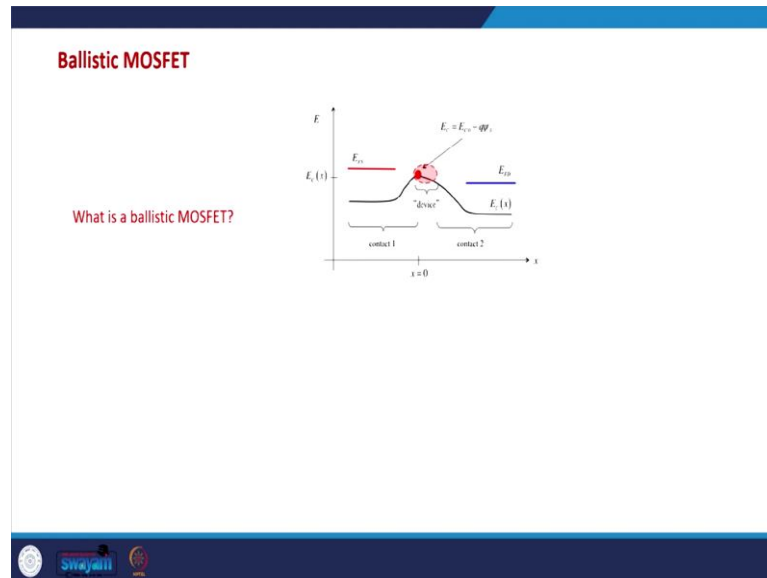 Ballistic MOSFET
E
E_C = E_C0 − qψ_S
E_FS
E_FD
E_C (x)
"device"
E_C (x)
What is a ballistic MOSFET?
contact 1
contact 2
x
x = 0
swayam